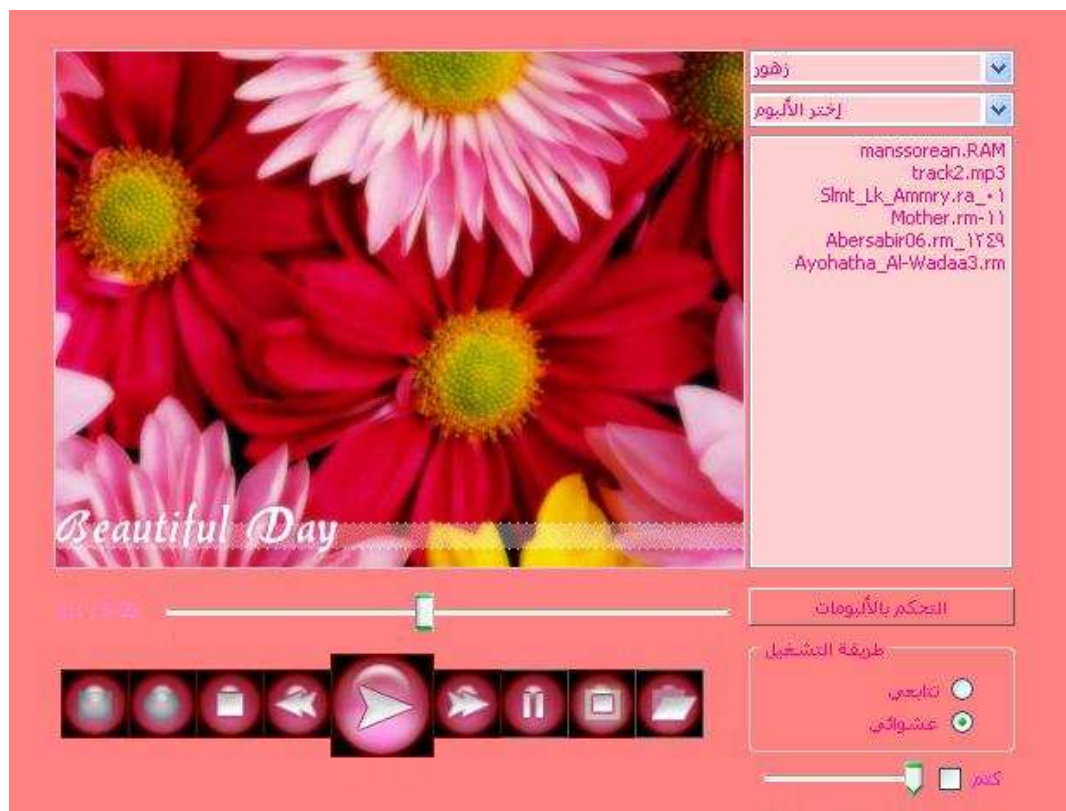 زهور
إختر الألبوم
manssorean.RAM
track2.mp3
Slmt_Lk_Ammry.ra_٠١
Mother.rm-١١
Abersabir06.rm_١٢٤٩
Ayohatha_Al-Wadaa3.rm
Beautiful Day
التحكم بالألبومات
طريقة التشغيل
تتابعي
عشوائي
كتم